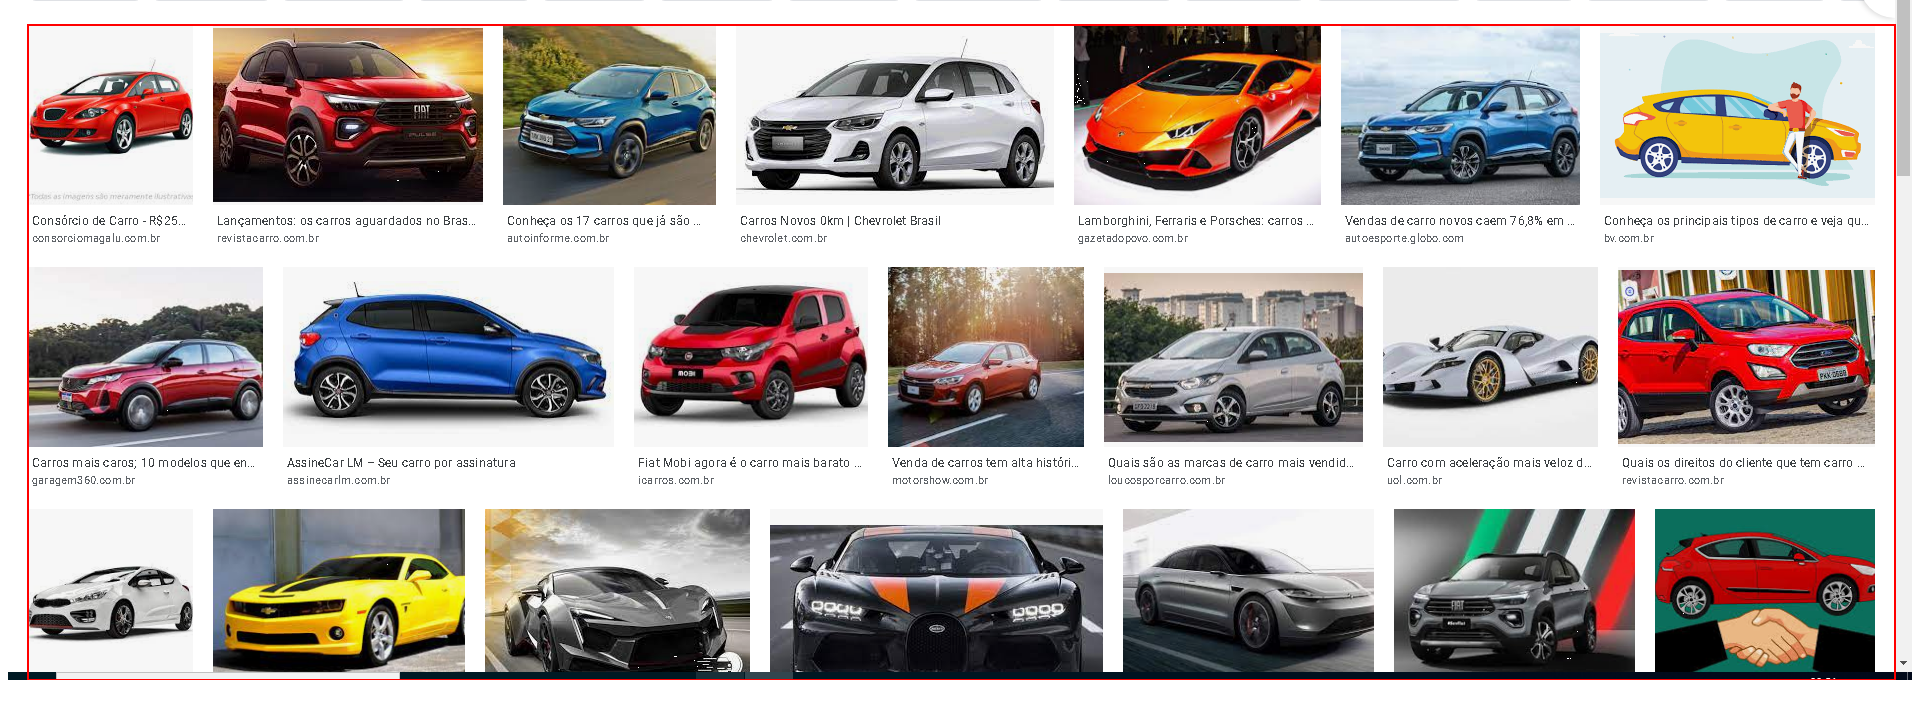 Todas as imagens são meramente ilustrativas
FIAT
PULSE
Consórcio de Carro - R$ 25...
Lançamentos: os carros aguardados no Bras...
Conheça os 17 carros que já são ...
Carros Novos 0km | Chevrolet Brasil
Lamborghini, Ferraris e Porsches: carros ...
Vendas de carro novos caem 76,8% em ...
Conheça os principais tipos de carro e veja qu...
consorciomagalu.com.br
revistacarro.com.br
autoinforme.com.br
chevrolet.com.br
gazetadopovo.com.br
autoesporte.globo.com
bv.com.br
MOBI
PKK-0688
Carros mais caros; 10 modelos que en...
AssineCar LM – Seu carro por assinatura
Fiat Mobi agora é o carro mais barato ...
Venda de carros tem alta históri...
Quais são as marcas de carro mais vendid...
Carro com aceleração mais veloz d...
Quais os direitos do cliente que tem carro ...
garagem360.com.br
assinecarlm.com.br
icarros.com.br
motorshow.com.br
loucosporcarro.com.br
uol.com.br
revistacarro.com.br
FIAT